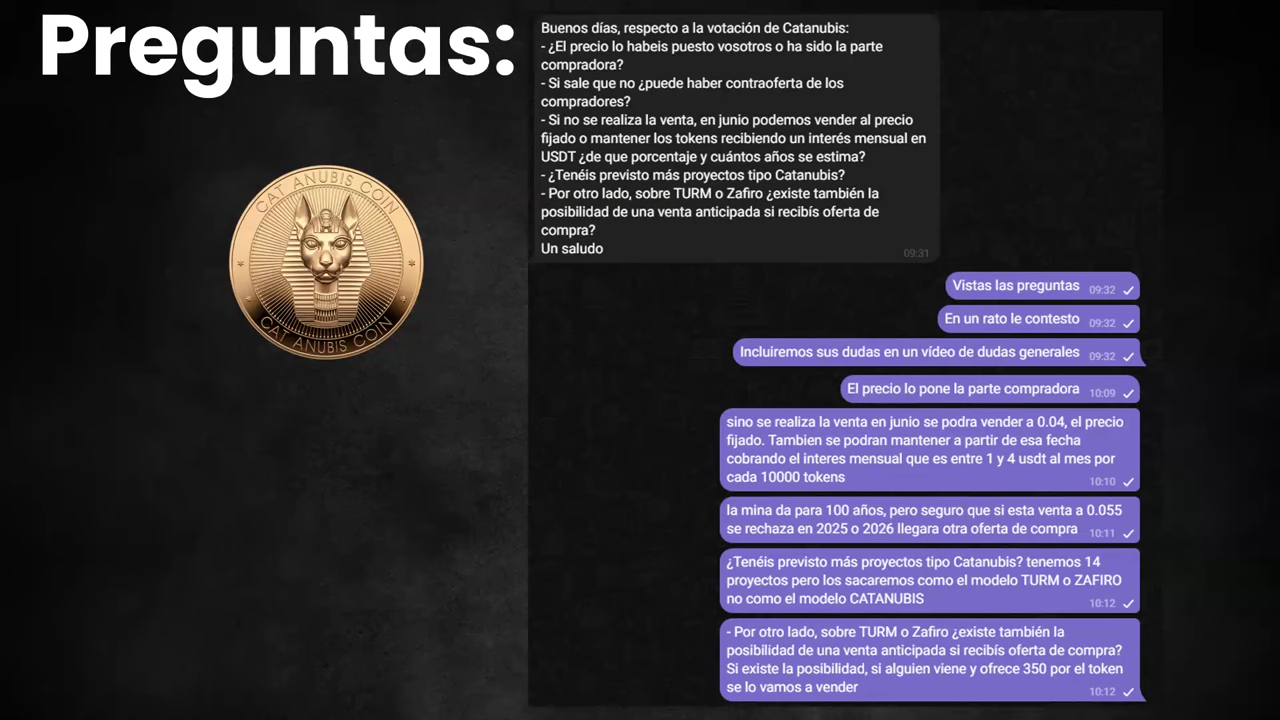 Preguntas:
CAT ANUBIS COIN
CAT ANUBIS COIN
Buenos días, respecto a la votación de Catanubis:
- ¿El precio lo habeis puesto vosotros o ha sido la parte
compradora?
- Si sale que no ¿puede haber contraoferta de los
compradores?
- Si no se realiza la venta, en junio podemos vender al precio
fijado o mantener los tokens recibiendo un interés mensual en
USDT ¿de que porcentaje y cuántos años se estima?
- ¿Tenéis previsto más proyectos tipo Catanubis?
- Por otro lado, sobre TURM o Zafiro ¿existe también la
posibilidad de una venta anticipada si recibís oferta de
compra?
Un saludo
09:31
Vistas las preguntas 09:32
En un rato le contesto 09:32
Incluiremos sus dudas en un vídeo de dudas generales 09:32
El precio lo pone la parte compradora 10:09
sino se realiza la venta en junio se podra vender a 0.04, el precio
fijado. Tambien se podran mantener a partir de esa fecha
cobrando el interes mensual que es entre 1 y 4 usdt al mes por
cada 10000 tokens 10:10
la mina da para 100 años, pero seguro que si esta venta a 0.055
se rechaza en 2025 o 2026 llegara otra oferta de compra 10:11
¿Tenéis previsto más proyectos tipo Catanubis? tenemos 14
proyectos pero los sacaremos como el modelo TURM o ZAFIRO
no como el modelo CATANUBIS 10:12
- Por otro lado, sobre TURM o Zafiro ¿existe también la
posibilidad de una venta anticipada si recibís oferta de compra?
Si existe la posibilidad, si alguien viene y ofrece 350 por el token
se lo vamos a vender 10:12